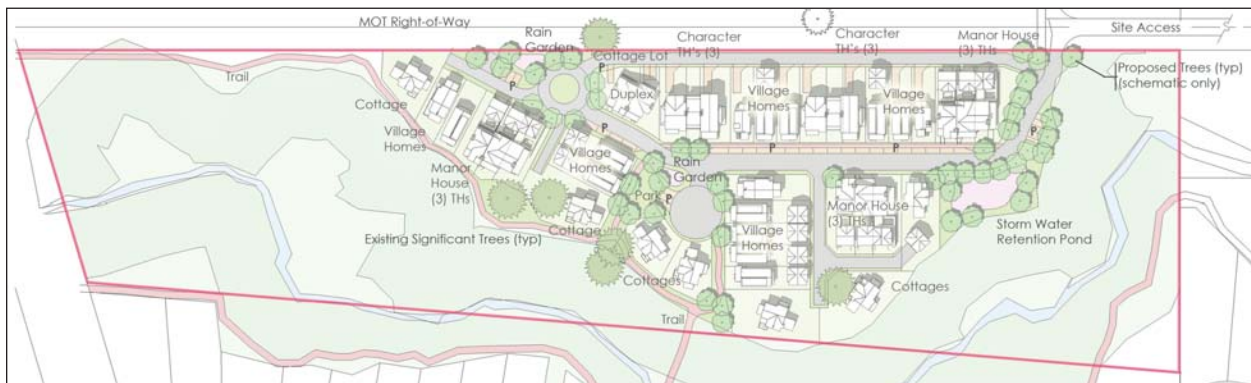 MOT Right-of-Way
Site Access
Rain
Garden
Cottage Lot
Character
TH's (3)
Character
TH's (3)
Manor House
(3) THs
Proposed Trees (typ)
(schematic only)
Trail
Cottage
P
Duplex
Village
Homes
Village
Homes
Village
Homes
P
Village
Homes
P
P
Manor
House
(3) THs
Rain
Garden
Park
P
Manor House
(3) THs
Existing Significant Trees (typ)
Cottage
Village
Homes
Storm Water
Retention Pond
Cottages
Cottages
Trail
P
P